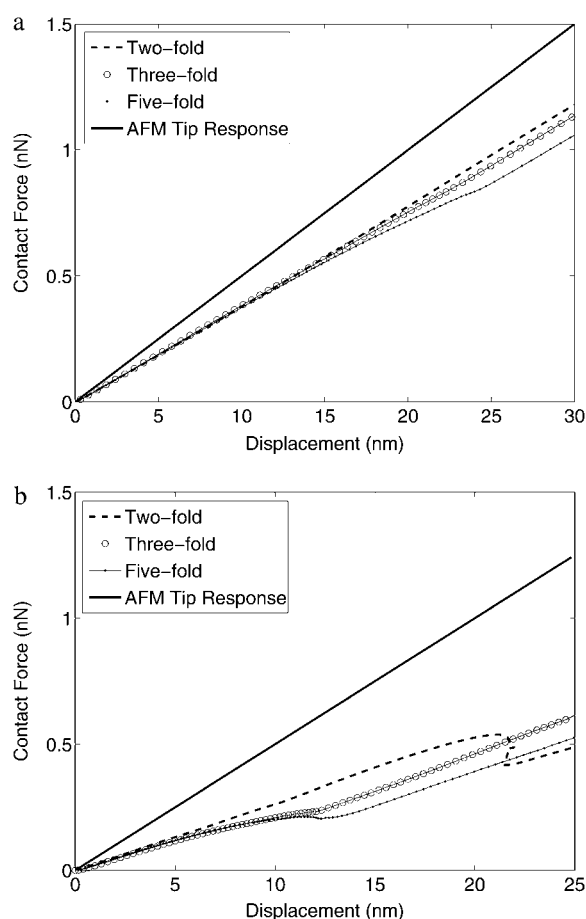 a
1.5
Two−fold
Three−fold
Five−fold
AFM Tip Response
1
Contact Force (nN)
0.5
0
0 5 10 15 20 25 30
Displacement (nm)
b
1.5
Two−fold
Three−fold
Five−fold
AFM Tip Response
1
Contact Force (nN)
0.5
0
0 5 10 15 20 25
Displacement (nm)